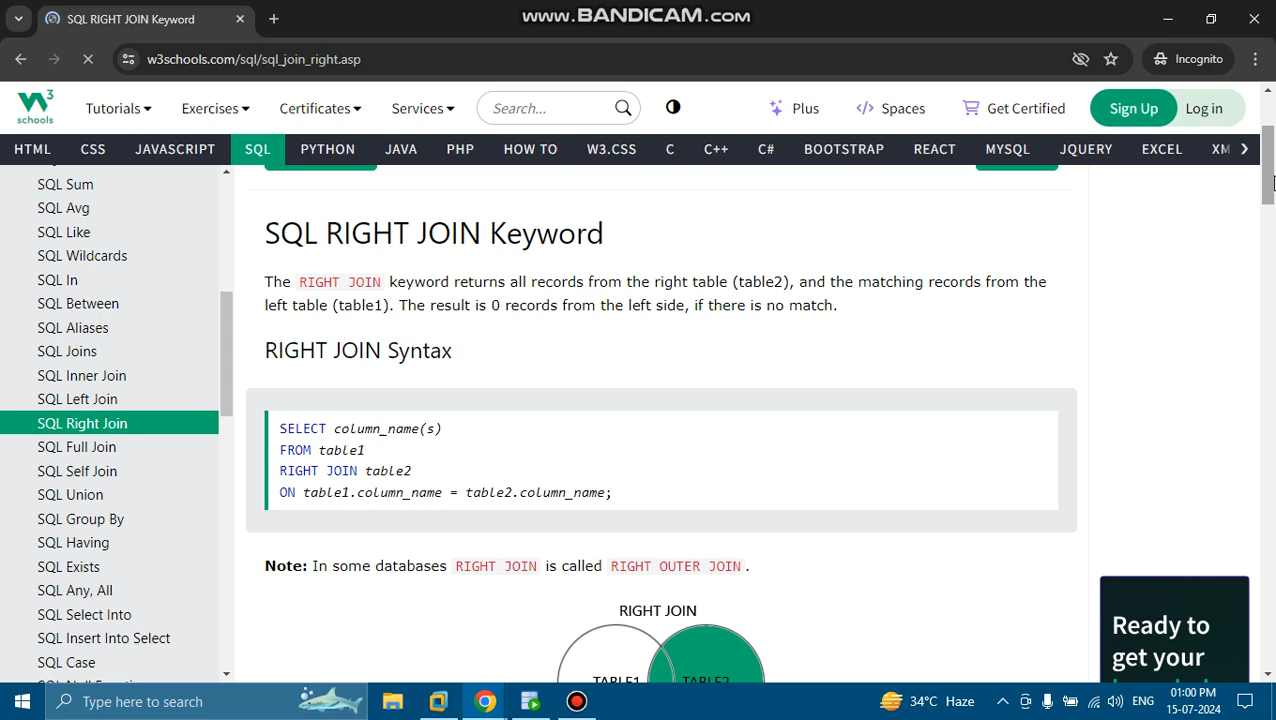 SQL RIGHT JOIN Keyword
www.BANDICAM.com
w3schools.com/sql/sql_join_right.asp
Incognito
W3
schools
Tutorials
Exercises
Certificates
Services
Search...
Plus
Spaces
Get Certified
Sign Up
Log in
HTML
CSS
JAVASCRIPT
SQL
PYTHON
JAVA
PHP
HOW TO
W3.CSS
C
C++
C#
BOOTSTRAP
REACT
MYSQL
JQUERY
EXCEL
XM
SQL Sum
SQL Avg
SQL Like
SQL Wildcards
SQL In
SQL Between
SQL Aliases
SQL Joins
SQL Inner Join
SQL Left Join
SQL Right Join
SQL Full Join
SQL Self Join
SQL Union
SQL Group By
SQL Having
SQL Exists
SQL Any, All
SQL Select Into
SQL Insert Into Select
SQL Case
SQL RIGHT JOIN Keyword
The RIGHT JOIN keyword returns all records from the right table (table2), and the matching records from the
left table (table1). The result is 0 records from the left side, if there is no match.
RIGHT JOIN Syntax
SELECT column_name(s)
FROM table1
RIGHT JOIN table2
ON table1.column_name = table2.column_name;
Note: In some databases RIGHT JOIN is called RIGHT OUTER JOIN.
RIGHT JOIN
TABLE1
TABLE2
Ready to
get your
Type here to search
34°C Haze
ENG
01:00 PM
15-07-2024